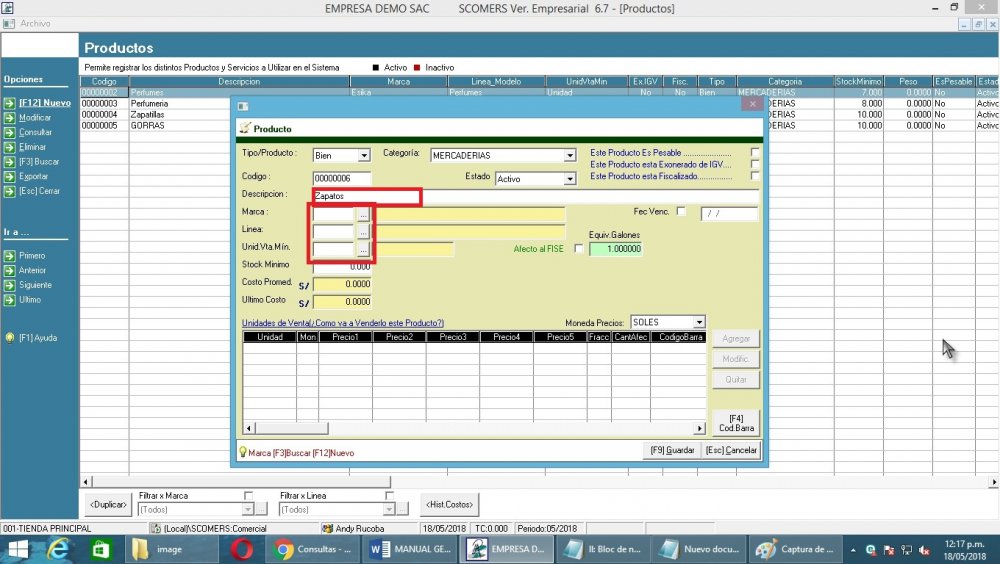 EMPRESA DEMO SAC SCOMERS Ver. Empresarial 6.7 - [Productos]
Archivo
Productos
Permite registrar los distintos Productos y Servicios a Utilizar en el Sistema Activo Inactivo
Opciones
[F12] Nuevo
Modificar
Consultar
Eliminar
[F3] Buscar
Exportar
[Esc] Cerrar
Ir a ...
Primero
Anterior
Siguiente
Ultimo
[F1] Ayuda
Codigo Descripcion Marca Linea_Modelo UnidVtaMin Ex.IGV Fisc. Tipo Categoria StockMinimo Peso EsPesable Estad
00000002 Perfumes Esika Perfumes Unidad No No Bien MERCADERIAS 7.000 0.0000 No Activo
00000003 Perfumeria DERIAS 8.000 0.0000 No Activo
00000004 Zapatillas DERIAS 10.000 0.0000 No Activo
00000005 GORRAS DERIAS 10.000 0.0000 No Activo
Producto
Tipo/Producto : Bien Categoría: MERCADERIAS Este Producto Es Pesable .......................
Este Producto esta Exonerado de IGV....
Codigo : 00000006 Estado Activo Este Producto esta Fiscalizado................
Descripcion : Zapatos
Marca : ... Fec Venc. / /
Linea: ... Equiv.Galones
Unid.Vta.Mín. ... Afecto al FISE 1.000000
Stock Minimo 0.000
Costo Promed. S/ 0.0000
Ultimo Costo S/ 0.0000
Unidades de Venta(¿Como va a Venderlo este Producto?) Moneda Precios: SOLES
Unidad Mon Precio1 Precio2 Precio3 Precio4 Precio5 Fracc CantAfec CodigoBarra
Agregar
Modific.
Quitar
[F4]
Cod.Barra
Marca [F3]Buscar [F12]Nuevo [F9] Guardar [Esc] Cancelar
<Duplicar> Filtrar x Marca Filtrar x Linea <Hist.Costos>
(Todos) ... (Todos) ...
001-TIENDA PRINCIPAL (Local)\SCOMERS:Comercial Andy Rucoba 18/05/2018 TC:0.000 Periodo:05/2018
image Consultas - ... MANUAL GE... EMPRESA D... II: Bloc de n... Nuevo docu... Captura de ... 12:17 p.m.
18/05/2018